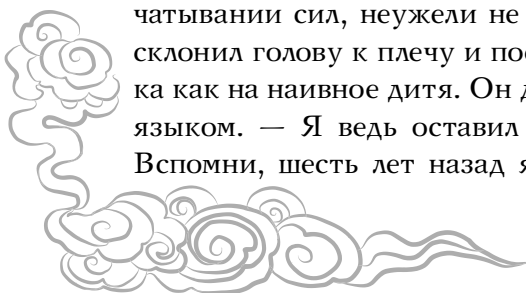 чатывании сил, неужели не
склонил голову к плечу и
ка как на наивное дитя. Он
языком. — Я ведь оставил
Вспомни, шесть лет назад